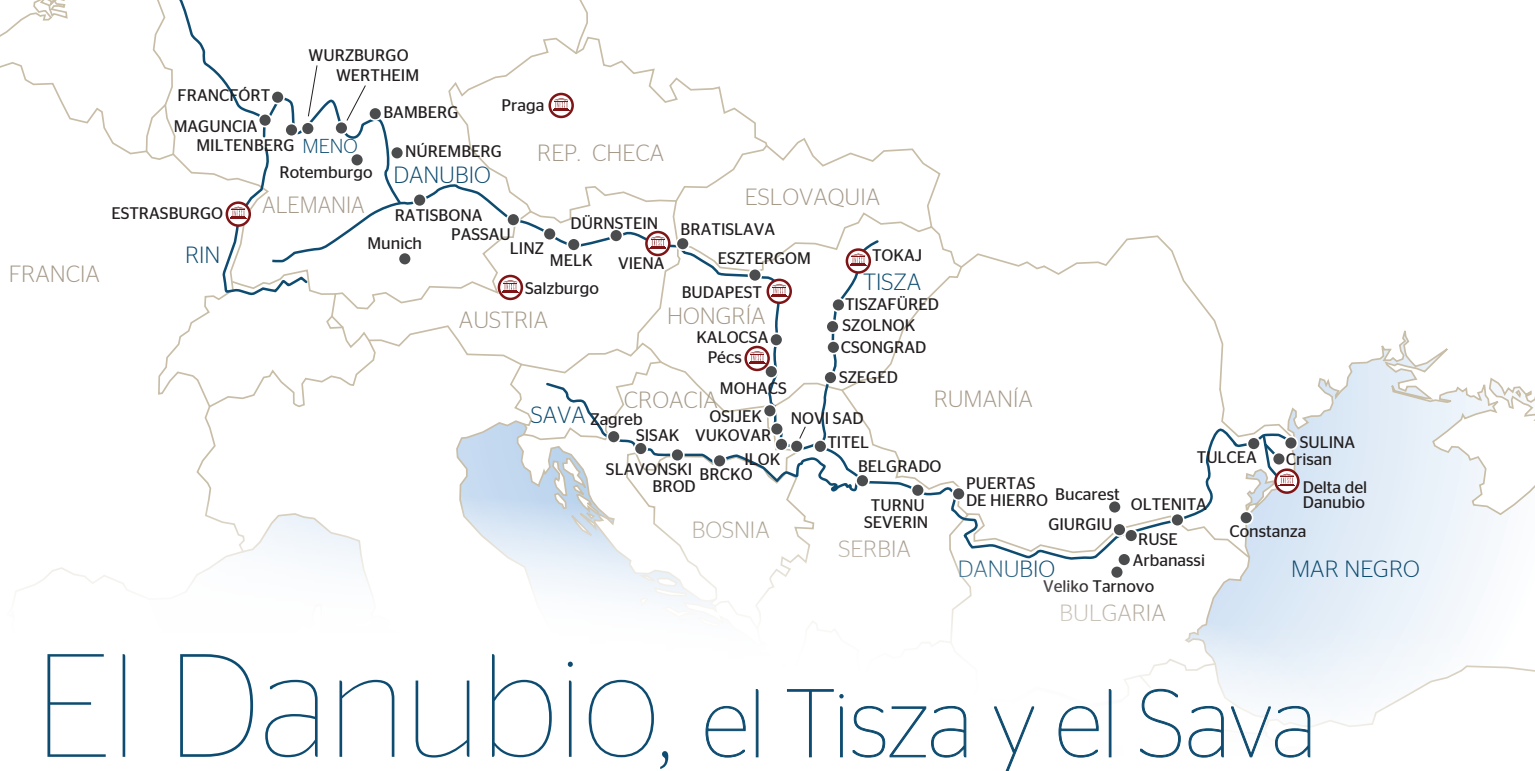 WURZBURGO
WERTHEIM
FRANCFÓRT
BAMBERG
Praga
MAGUNCIA
MILTENBERG
MENO
NÚREMBERG
REP. CHECA
Rotemburgo
DANUBIO
ESLOVAQUIA
ESTRASBURGO
ALEMANIA
RATISBONA
PASSAU
DÜRNSTEIN
BRATISLAVA
Munich
LINZ
MELK
VIENA
ESZTERGOM
TOKAJ
RIN
FRANCIA
Salzburgo
BUDAPEST
TISZA
AUSTRIA
HONGRÍA
TISZAFÜRED
SZOLNOK
KALOCSA
CSONGRAD
Pécs
SZEGED
MOHACS
CROACIA
RUMANÍA
SAVA
Zagreb
OSIJEK
NOVI SAD
SISAK
VUKOVAR
TITEL
SULINA
TULCEA
Crisan
SLAVONSKI
BROD
BRCKO
ILOK
BELGRADO
PUERTAS
DE HIERRO
Delta del
Danubio
Bucarest
OLTENITA
TURNU
SEVERIN
BOSNIA
GIURGIU
RUSE
Constanza
SERBIA
Arbanassi
DANUBIO
MAR NEGRO
Veliko Tarnovo
BULGARIA
El Danubio, el Tisza y el Sava